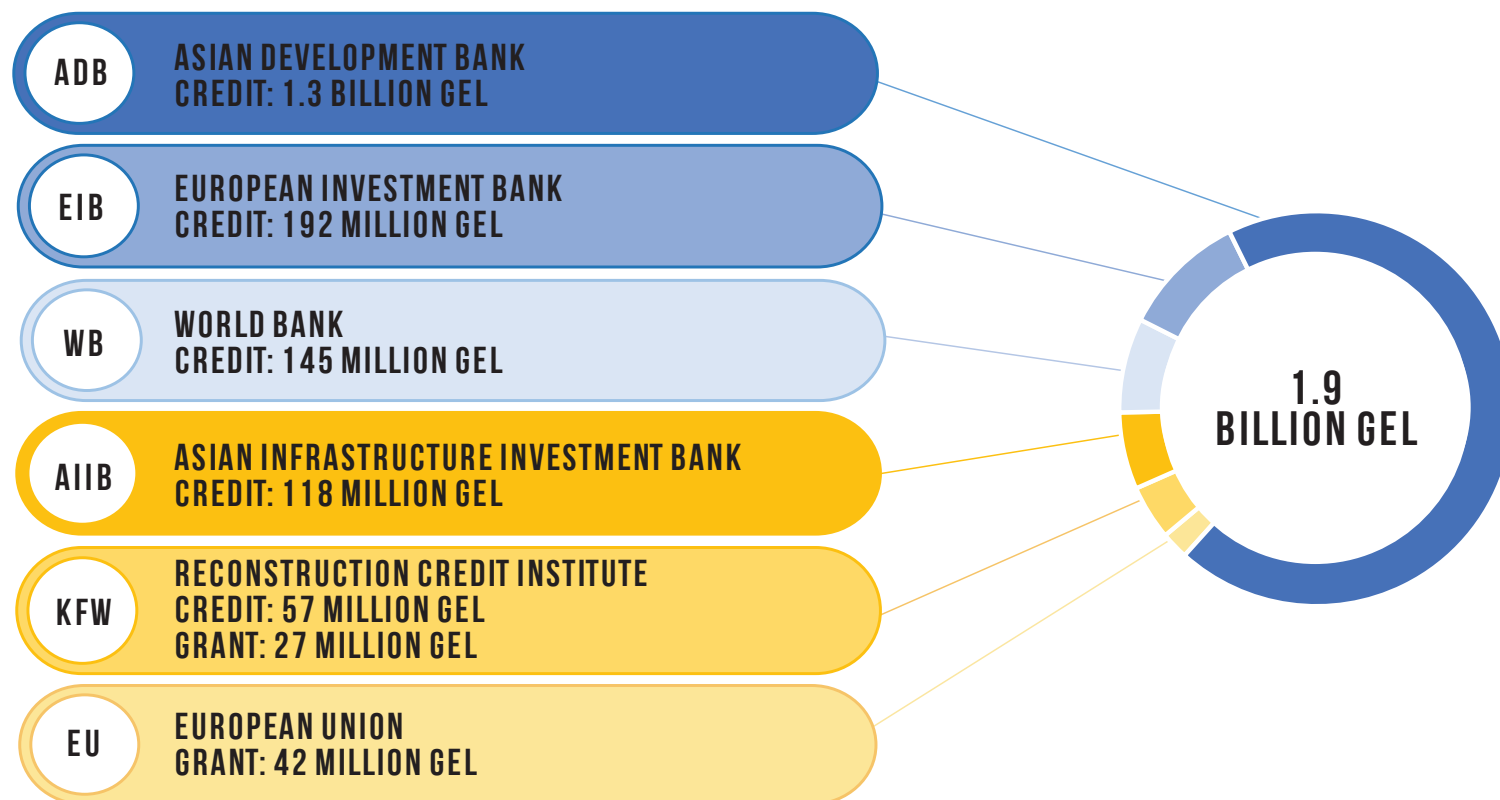 ADB
ASIAN DEVELOPMENT BANK
CREDIT: 1.3 BILLION GEL
EIB
EUROPEAN INVESTMENT BANK
CREDIT: 192 MILLION GEL
WB
WORLD BANK
CREDIT: 145 MILLION GEL
AIIB
ASIAN INFRASTRUCTURE INVESTMENT BANK
CREDIT: 118 MILLION GEL
KFW
RECONSTRUCTION CREDIT INSTITUTE
CREDIT: 57 MILLION GEL
GRANT: 27 MILLION GEL
EU
EUROPEAN UNION
GRANT: 42 MILLION GEL
1.9
BILLION GEL